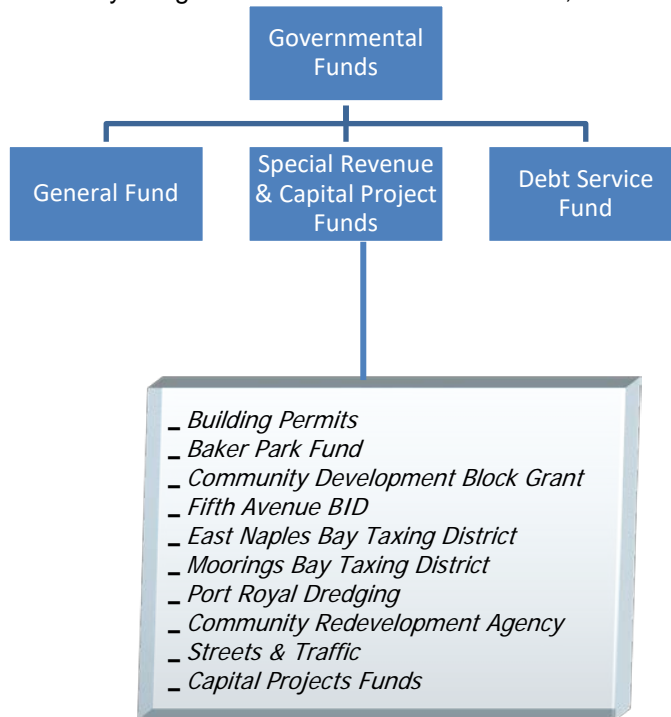 Governmental
Funds
General Fund
Special Revenue
& Capital Project
Funds
Debt Service
Fund
_ Building Permits
_ Baker Park Fund
_ Community Development Block Grant
_ Fifth Avenue BID
_ East Naples Bay Taxing District
_ Moorings Bay Taxing District
_ Port Royal Dredging
_ Community Redevelopment Agency
_ Streets & Traffic
_ Capital Projects Funds